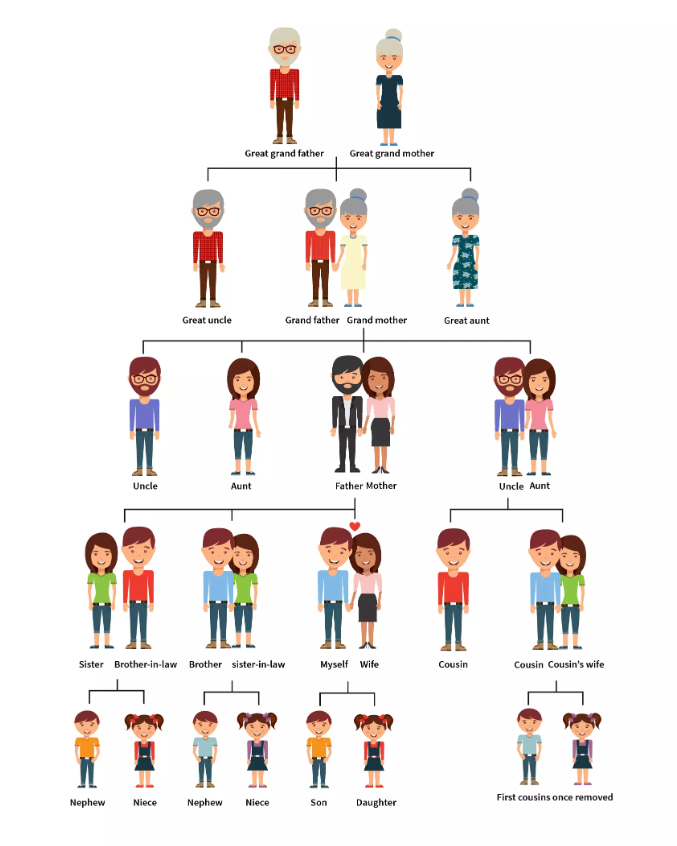 Great grand father Great grand mother
Great uncle Grand father Grand mother Great aunt
Uncle Aunt Father Mother Uncle Aunt
Sister Brother-in-law Brother sister-in-law Myself Wife Cousin Cousin Cousin's wife
Nephew Niece Nephew Niece Son Daughter First cousins once removed